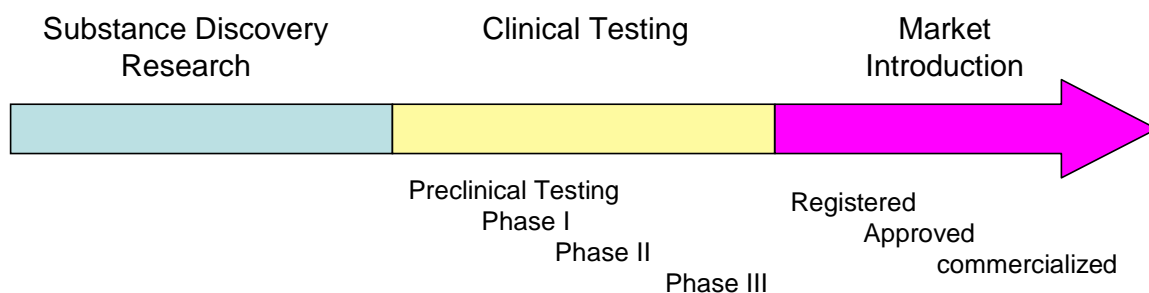 Substance Discovery
Research
Clinical Testing
Market
Introduction
Preclinical Testing
Phase I
Phase II
Phase III
Registered
Approved
commercialized